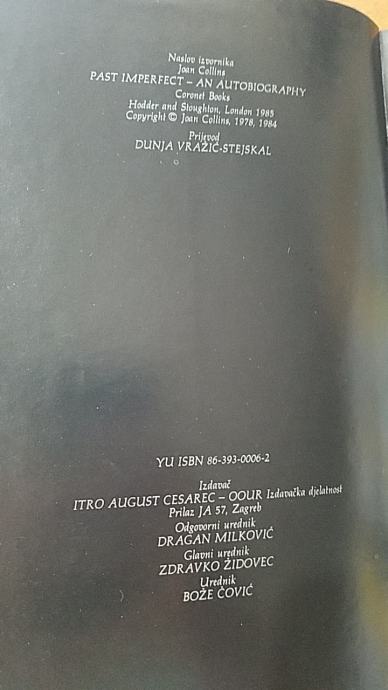 Naslov izvornika
Joan Collins
PAST IMPERFECT – AN AUTOBIOGRAPHY
Coronet Books
Hodder and Stoughton, London 1985
Copyright © Joan Collins, 1978, 1984
Prijevod
DUNJA VRAŽIĆ-STEJSKAL
YU ISBN 86-393-0006-2
Izdavač
ITRO AUGUST CESAREC – OOUR Izdavačka djelatnost
Prilaz JA 57, Zagreb
Odgovorni urednik
DRAGAN MILKOVIĆ
Glavni urednik
ZDRAVKO ŽIDOVEC
Urednik
BOŽE ČOVIĆ